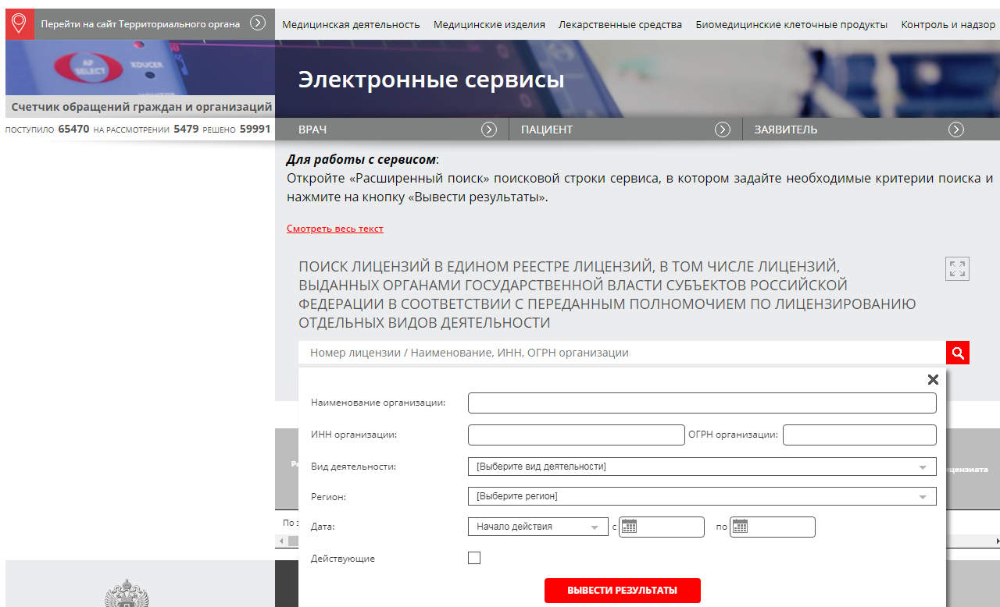 Перейти на сайт Территориального органа
Медицинская деятельность Медицинские изделия Лекарственные средства Биомедицинские клеточные продукты Контроль и надзор
AP SELECT
XDUCER
Электронные сервисы
Счетчик обращений граждан и организаций
ПОСТУПИЛО 65470 НА РАССМОТРЕНИИ 5479 РЕШЕНО 59991
ВРАЧ ПАЦИЕНТ ЗАЯВИТЕЛЬ
Для работы с сервисом:
Откройте «Расширенный поиск» поисковой строки сервиса, в котором задайте необходимые критерии поиска и
нажмите на кнопку «Вывести результаты».
Смотреть весь текст
ПОИСК ЛИЦЕНЗИЙ В ЕДИНОМ РЕЕСТРЕ ЛИЦЕНЗИЙ, В ТОМ ЧИСЛЕ ЛИЦЕНЗИЙ,
ВЫДАННЫХ ОРГАНАМИ ГОСУДАРСТВЕННОЙ ВЛАСТИ СУБЪЕКТОВ РОССИЙСКОЙ
ФЕДЕРАЦИИ В СООТВЕТСТВИИ С ПЕРЕДАННЫМ ПОЛНОМОЧИЕМ ПО ЛИЦЕНЗИРОВАНИЮ
ОТДЕЛЬНЫХ ВИДОВ ДЕЯТЕЛЬНОСТИ
Номер лицензии / Наименование, ИНН, ОГРН организации
Наименование организации:
ИНН организации: ОГРН организации:
Вид деятельности: [Выберите вид деятельности]
Регион: [Выберите регион]
Дата: Начало действия с по
Действующие
ВЫВЕСТИ РЕЗУЛЬТАТЫ